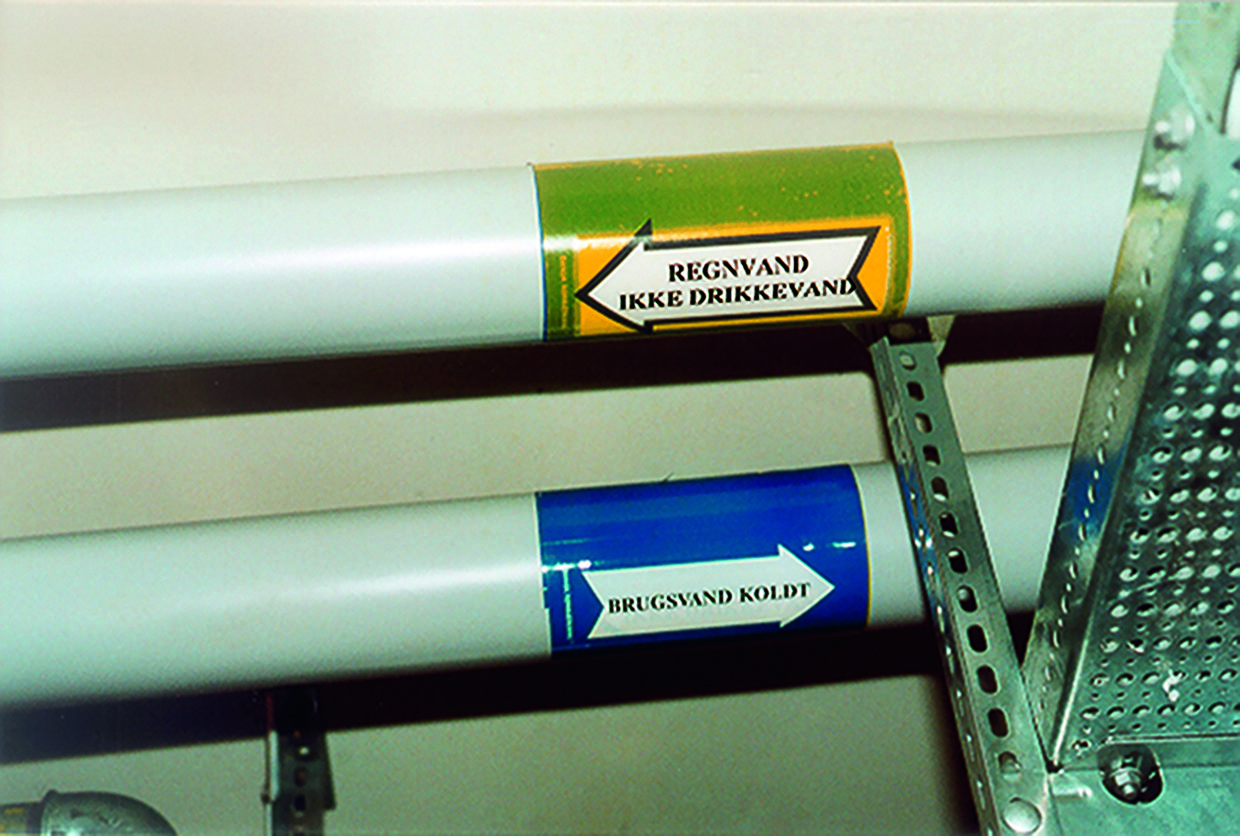 REGNVAND
IKKE DRIKKEVAND
BRUGSVAND KOLDT